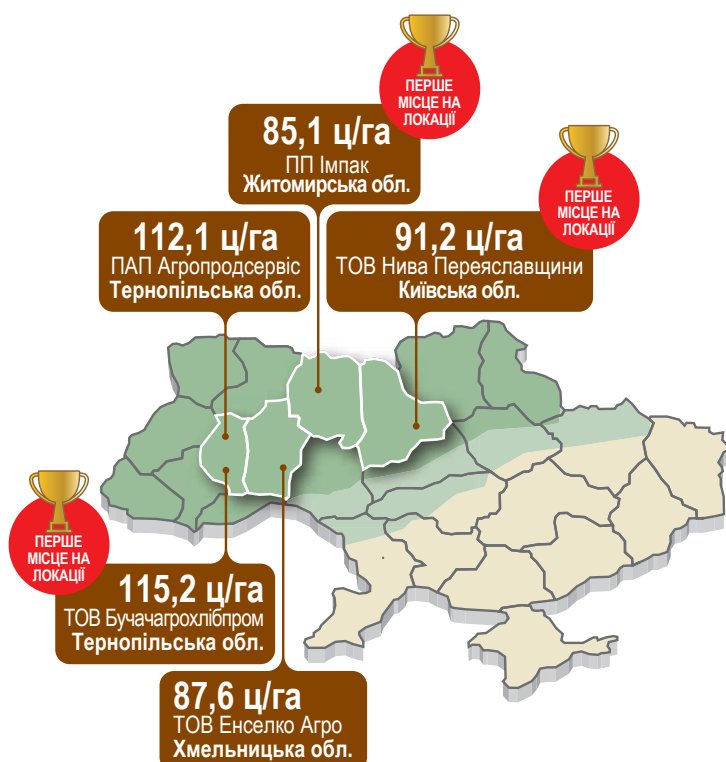 ПЕРШЕ
МІСЦЕ НА
ЛОКАЦІЇ
85,1 ц/га
ПП Імпак
Житомирська обл.
ПЕРШЕ
МІСЦЕ НА
ЛОКАЦІЇ
112,1 ц/га
ПАП Агропродсервіс
Тернопільська обл.
91,2 ц/га
ТОВ Нива Переяславщини
Київська обл.
ПЕРШЕ
МІСЦЕ НА
ЛОКАЦІЇ
115,2 ц/га
ТОВ Бучачагрохлібпром
Тернопільська обл.
87,6 ц/га
ТОВ Енселко Агро
Хмельницька обл.